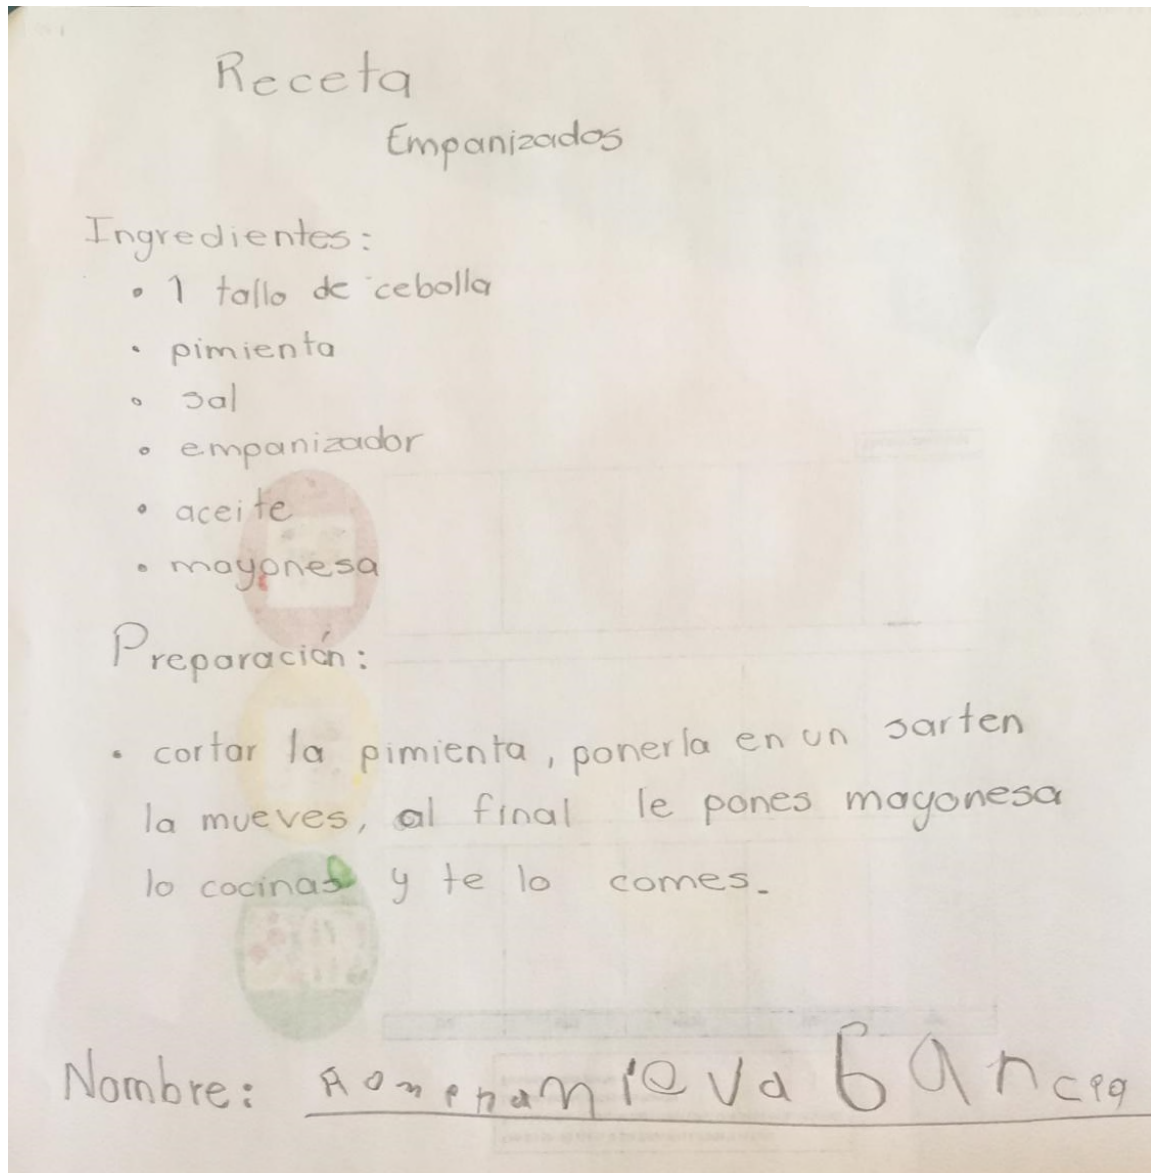 Receta
Empanizados
Ingredientes:
• 1 tallo de cebolla
• pimienta
• sal
• empanizador
• aceite
• mayonesa
Preparación:
• cortar la pimienta, ponerla en un sarten
la mueves, al final le pones mayonesa
lo cocinas y te lo comes.
Nombre: